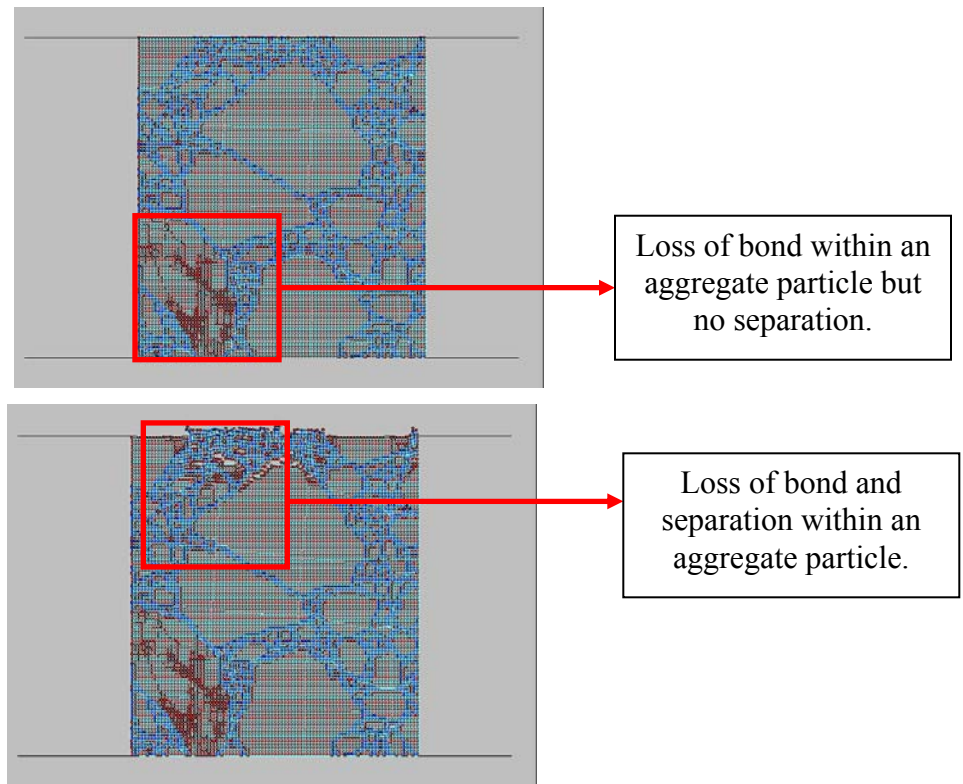 Loss of bond within an
aggregate particle but
no separation.
Loss of bond and
separation within an
aggregate particle.